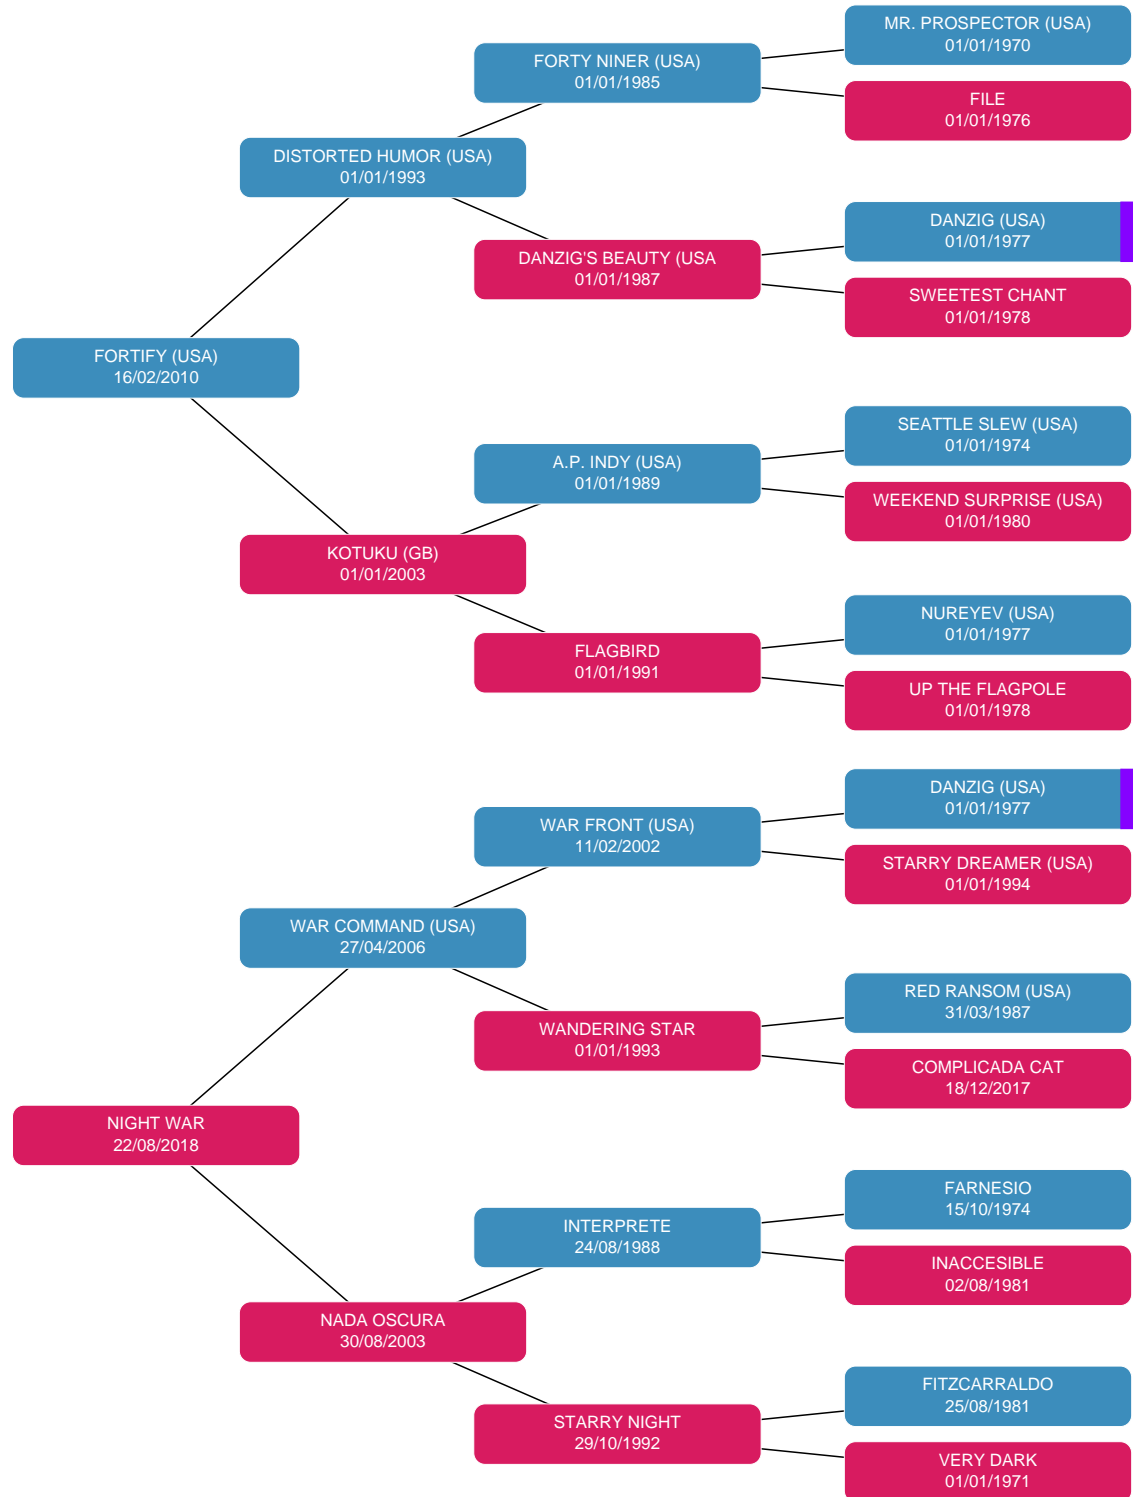 MR. PROSPECTOR (USA)
01/01/1970
FORTY NINER (USA)
01/01/1985
FILE
01/01/1976
DISTORTED HUMOR (USA)
01/01/1993
DANZIG (USA)
01/01/1977
DANZIG'S BEAUTY (USA
01/01/1987
SWEETEST CHANT
01/01/1978
FORTIFY (USA)
16/02/2010
SEATTLE SLEW (USA)
01/01/1974
A.P. INDY (USA)
01/01/1989
WEEKEND SURPRISE (USA)
01/01/1980
KOTUKU (GB)
01/01/2003
NUREYEV (USA)
01/01/1977
FLAGBIRD
01/01/1991
UP THE FLAGPOLE
01/01/1978
DANZIG (USA)
01/01/1977
WAR FRONT (USA)
11/02/2002
STARRY DREAMER (USA)
01/01/1994
WAR COMMAND (USA)
27/04/2006
RED RANSOM (USA)
31/03/1987
WANDERING STAR
01/01/1993
COMPLICADA CAT
18/12/2017
NIGHT WAR
22/08/2018
FARNESIO
15/10/1974
INTERPRETE
24/08/1988
INACCESIBLE
02/08/1981
NADA OSCURA
30/08/2003
FITZCARRALDO
25/08/1981
STARRY NIGHT
29/10/1992
VERY DARK
01/01/1971